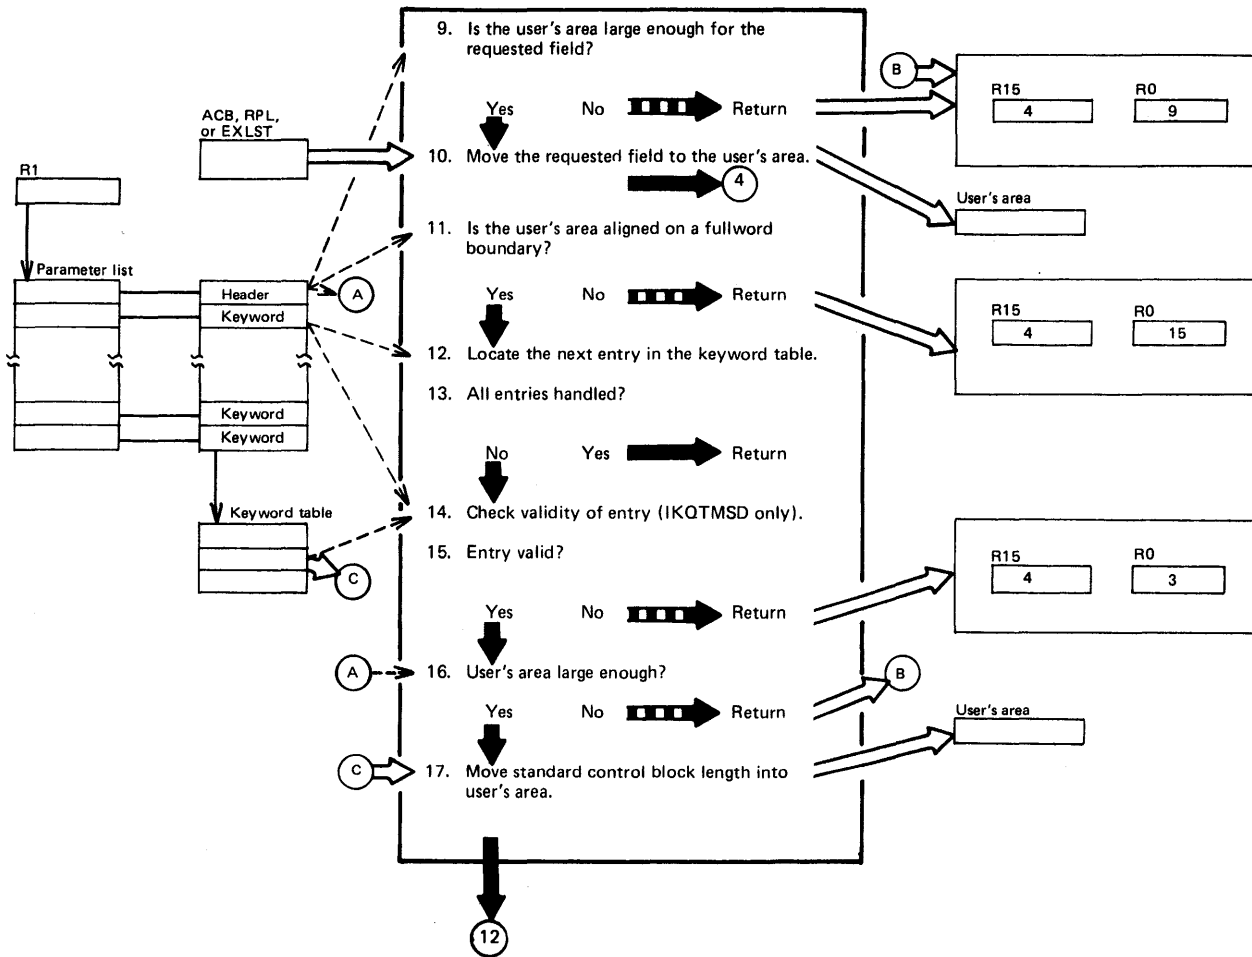 9. Is the user's area large enough for the
requested field?
B
R15 R0
4 9
Yes No Return
ACB, RPL,
or EXLST
10. Move the requested field to the user's area.
4
R1
User's area
11. Is the user's area aligned on a fullword
boundary?
Parameter list
Header
A
Keyword
Yes No Return
R15 R0
4 15
12. Locate the next entry in the keyword table.
13. All entries handled?
Keyword
Keyword
No Yes Return
Keyword table
14. Check validity of entry (IKQTMSD only).
15. Entry valid?
C
R15 R0
4 3
Yes No Return
A
16. User's area large enough?
B
Yes No Return
User's area
C
17. Move standard control block length into
user's area.
12